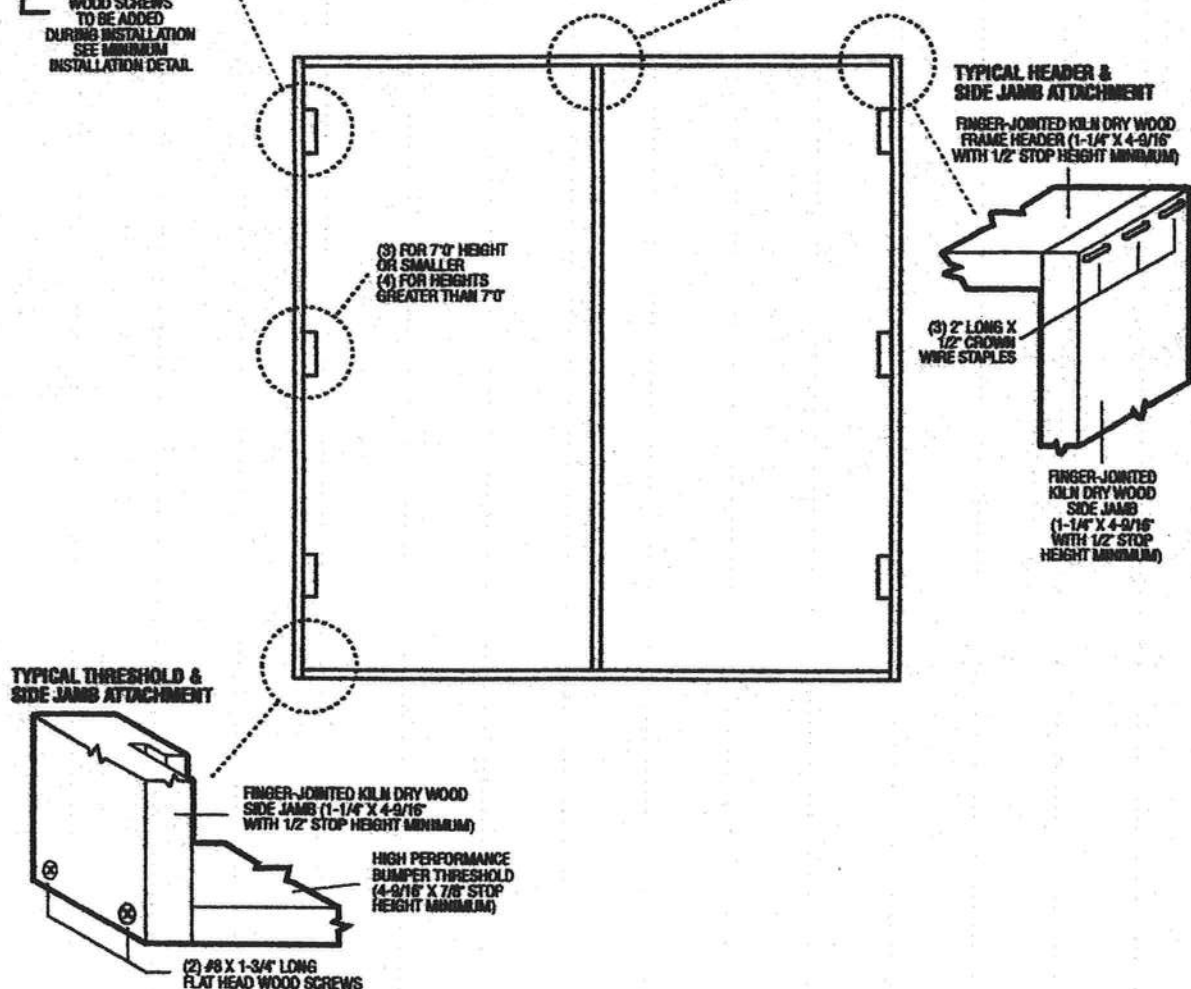 WOOD SCREWS
TO BE ADDED
DURING INSTALLATION
SEE MINIMUM
INSTALLATION DETAIL
TYPICAL HEADER &
SIDE JAMB ATTACHMENT
FINGER-JOINTED KILN DRY WOOD
FRAME HEADER (1-1/4" X 4-9/16"
WITH 1/2" STOP HEIGHT MINIMUM)
(3) FOR 7'0" HEIGHT
OR SMALLER
(4) FOR HEIGHTS
GREATER THAN 7'0"
(3) 2" LONG X
1/2" CROWN
WIRE STAPLES
FINGER-JOINTED
KILN DRY WOOD
SIDE JAMB
(1-1/4" X 4-9/16"
WITH 1/2" STOP
HEIGHT MINIMUM)
TYPICAL THRESHOLD &
SIDE JAMB ATTACHMENT
FINGER-JOINTED KILN DRY WOOD
SIDE JAMB (1-1/4" X 4-9/16"
WITH 1/2" STOP HEIGHT MINIMUM)
HIGH PERFORMANCE
BUMPER THRESHOLD
(4-9/16" X 7/8" STOP
HEIGHT MINIMUM)
(2) #8 X 1-3/4" LONG
FLAT HEAD WOOD SCREWS